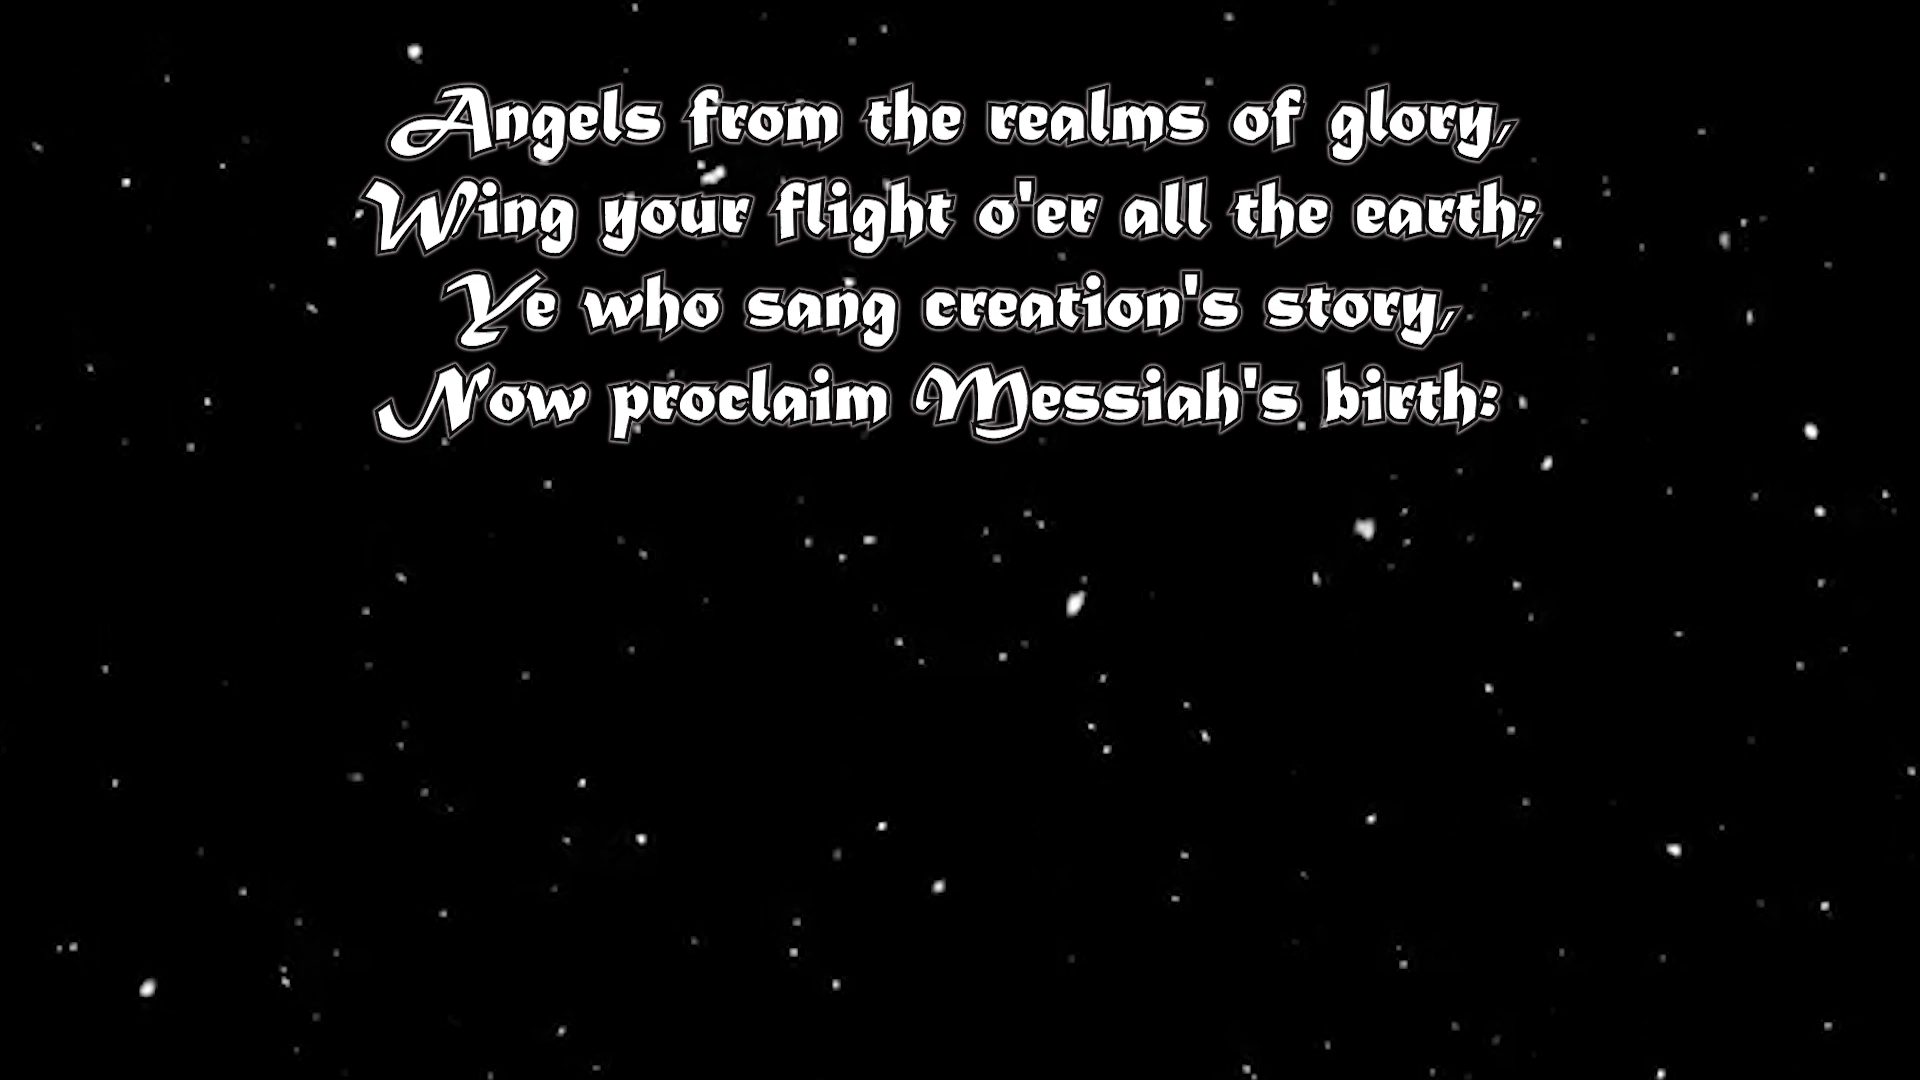 Angels from the realms of glory,
Wing your flight o'er all the earth;
Ye who sang creation's story,
Now proclaim Messiah's birth: